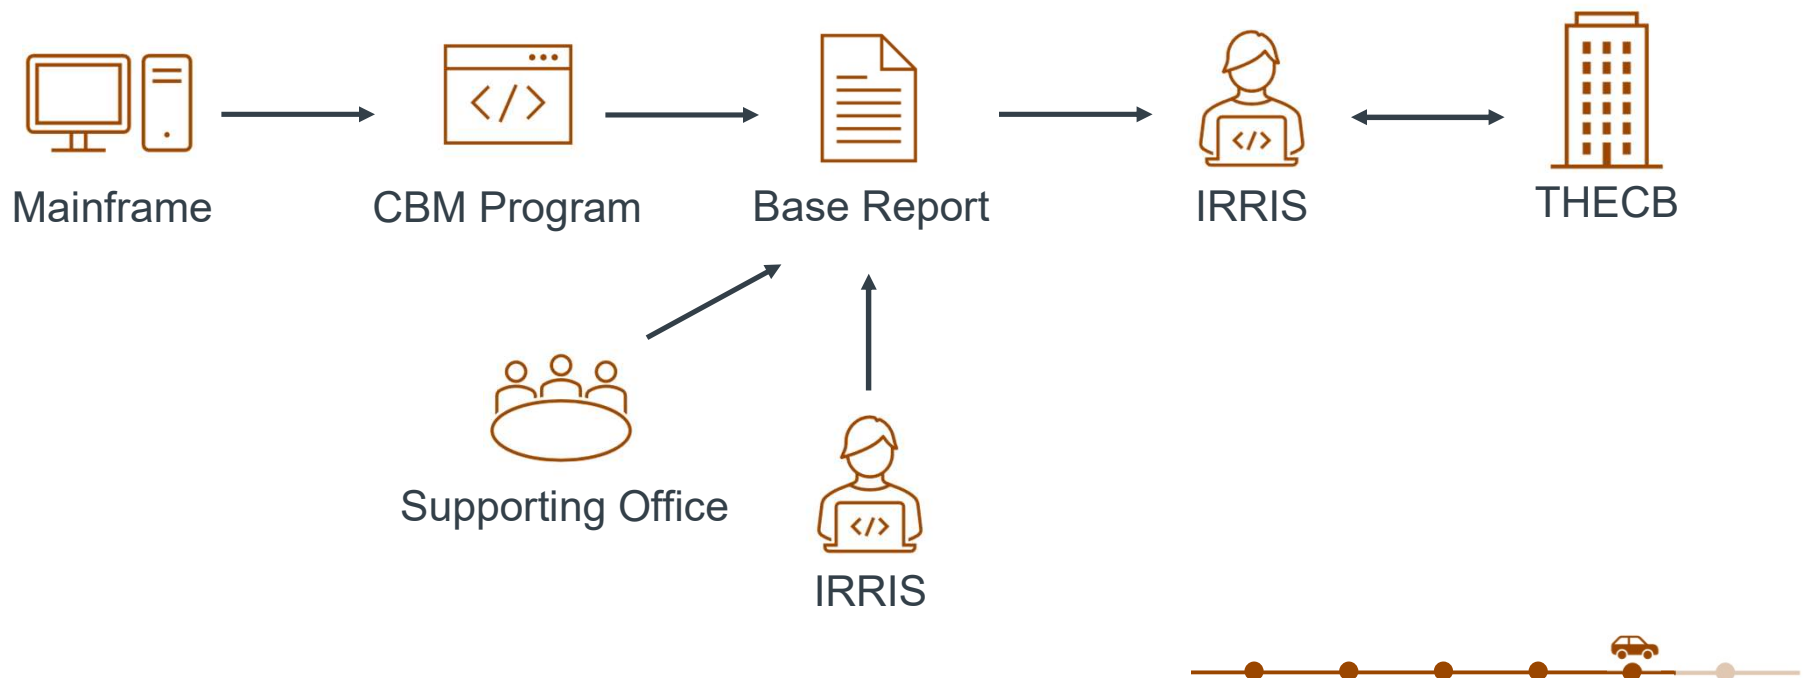 Mainframe
CBM Program
Base Report
IRRIS
THECB
Supporting Office
IRRIS